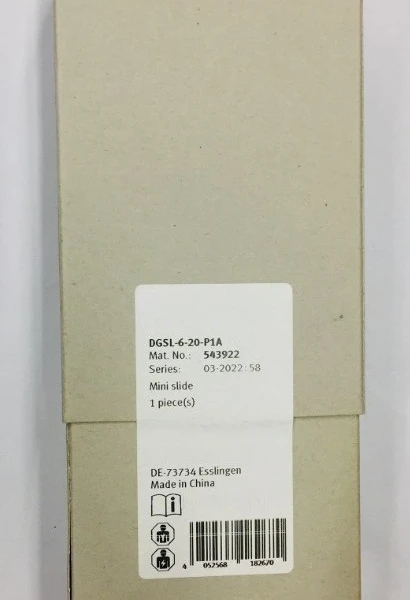 DGSL-6-20-P1A
Mat. No.: 543922
Series: 03-2022:58
Mini slide
1 piece(s)
DE-73734 Esslingen
Made in China
i
4 052568 182670